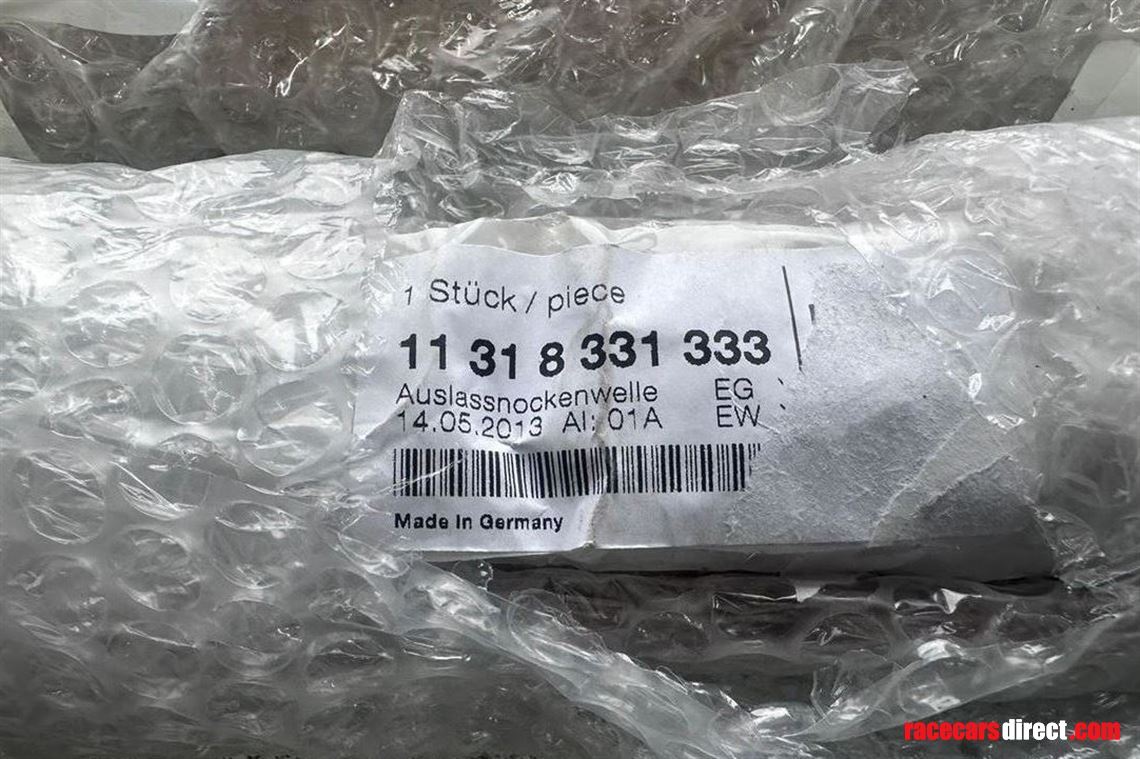 1 Stück / piece
11 31 8 331 333
Auslassnockenwelle EG
14.05.2013 AI: 01A EW
Made In Germany
racecarsdirect.com